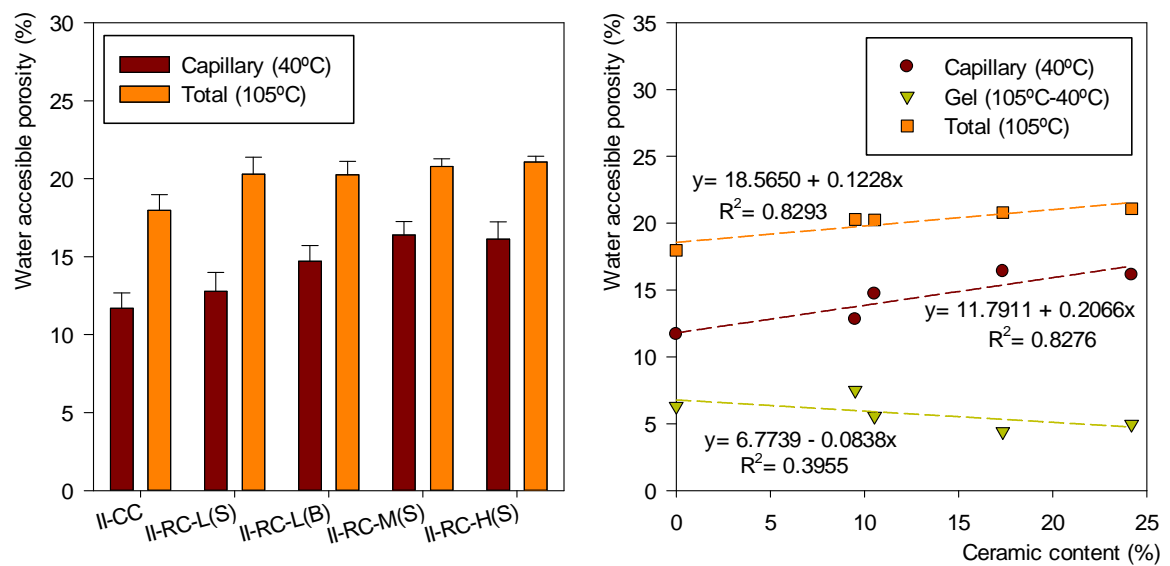 Water accesible porosity (%)
30
25
20
15
10
5
0
Capillary (40ºC)
Total (105ºC)
II-CC
II-RC-L(S)
II-RC-L(B)
II-RC-M(S)
II-RC-H(S)
Water accesible porosity (%)
35
30
25
20
15
10
5
0
Capillary (40ºC)
Gel (105ºC-40ºC)
Total (105ºC)
y= 18.5650 + 0.1228x
R²= 0.8293
y= 11.7911 + 0.2066x
R²= 0.8276
y= 6.7739 - 0.0838x
R²= 0.3955
0 5 10 15 20 25
Ceramic content (%)